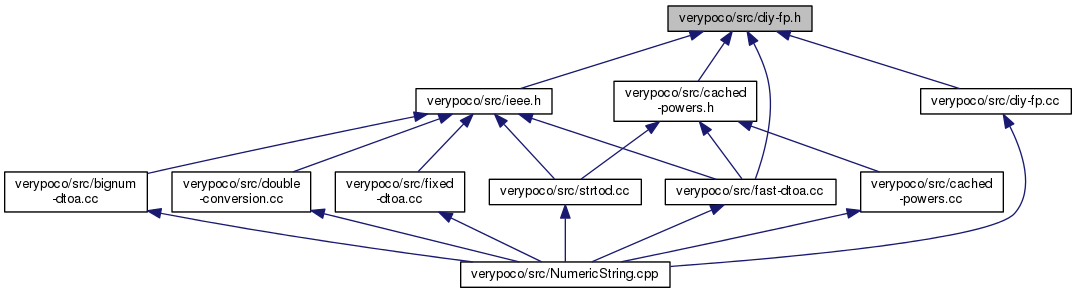 verypoco/src/diy-fp.h
verypoco/src/cached
-powers.h
verypoco/src/ieee.h
verypoco/src/diy-fp.cc
verypoco/src/bignum
-dtoa.cc
verypoco/src/double
-conversion.cc
verypoco/src/fixed
-dtoa.cc
verypoco/src/strtod.cc
verypoco/src/fast-dtoa.cc
verypoco/src/cached
-powers.cc
verypoco/src/NumericString.cpp